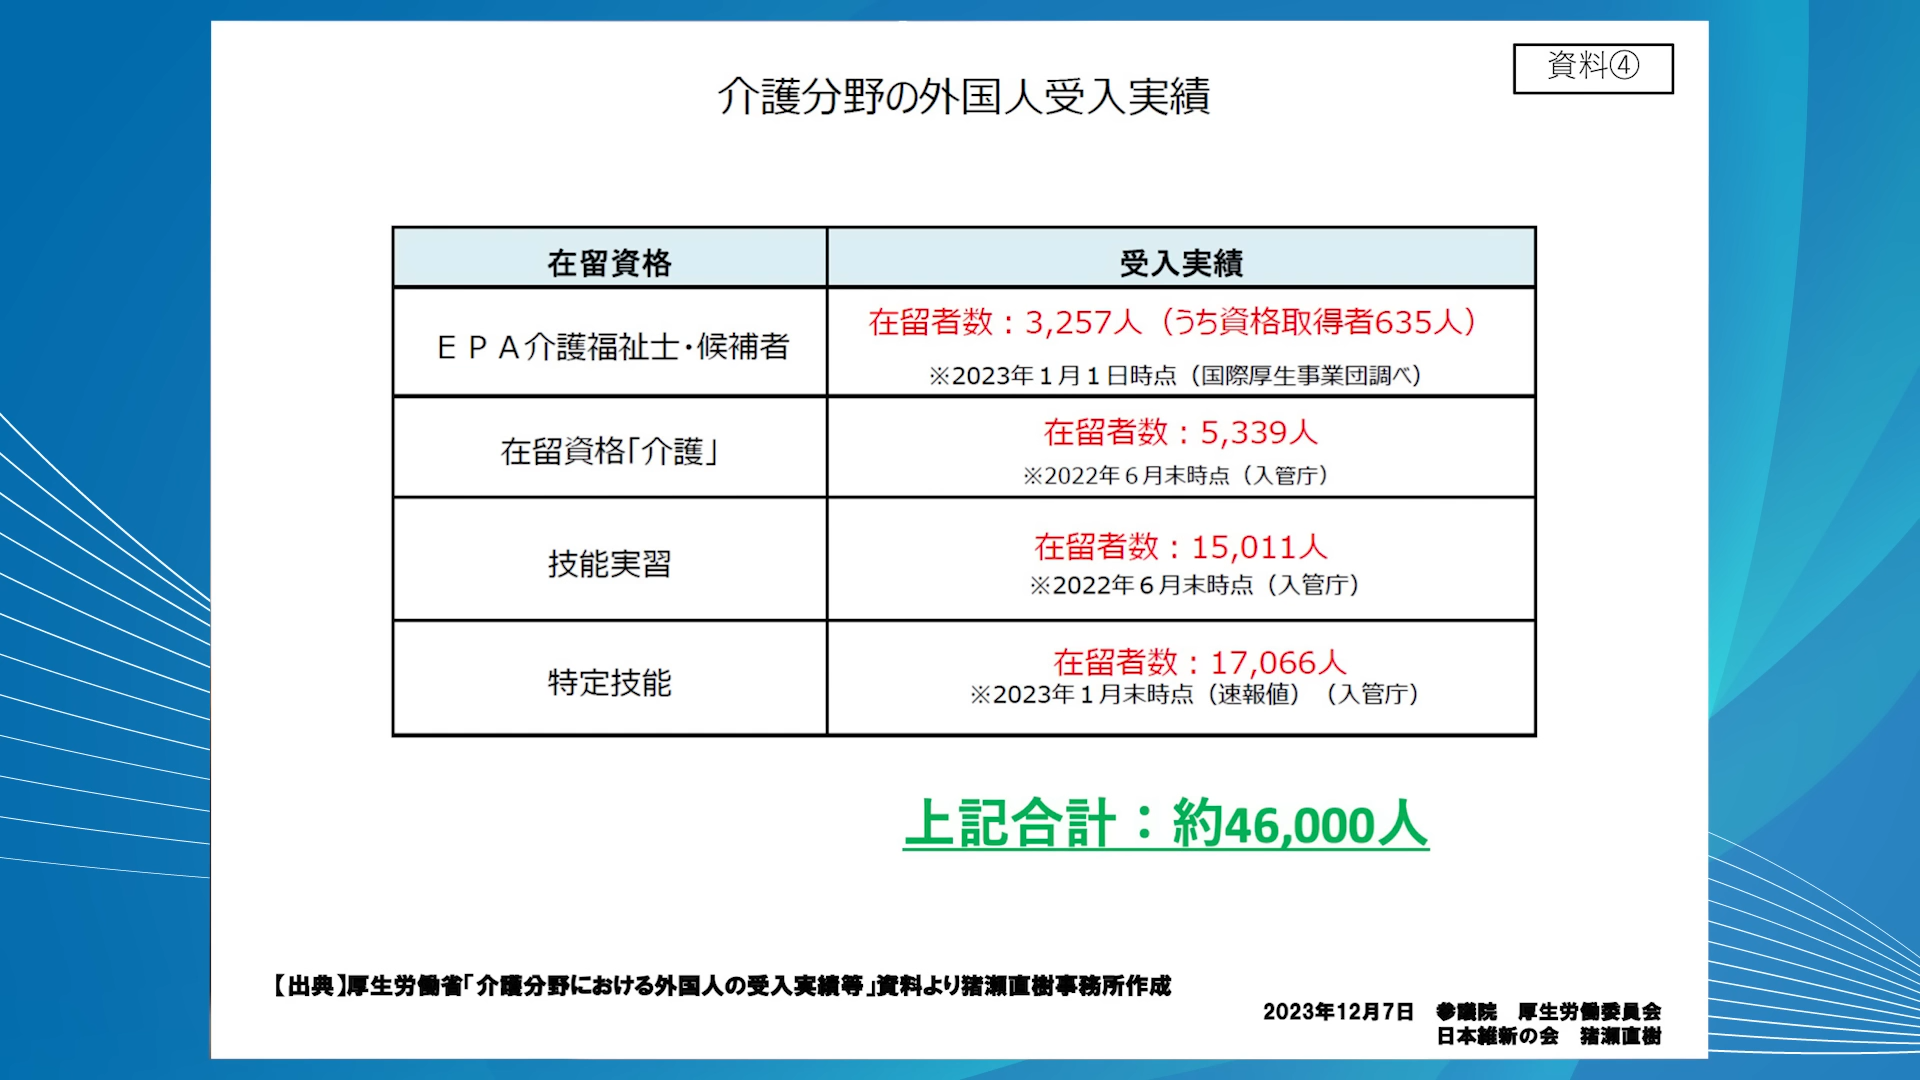 資料④
介護分野の外国人受入実績
在留資格
受入実績
ＥＰＡ介護福祉士・候補者
在留者数：3,257人（うち資格取得者635人）
※2023年１月１日時点（国際厚生事業団調べ）
在留資格「介護」
在留者数：5,339人
※2022年６月末時点（入管庁）
技能実習
在留者数：15,011人
※2022年６月末時点（入管庁）
特定技能
在留者数：17,066人
※2023年１月末時点（速報値）（入管庁）
上記合計：約46,000人
【出典】厚生労働省「介護分野における外国人の受入実績等」資料より猪瀬直樹事務所作成
2023年12月7日　参議院　厚生労働委員会
日本維新の会　猪瀬直樹